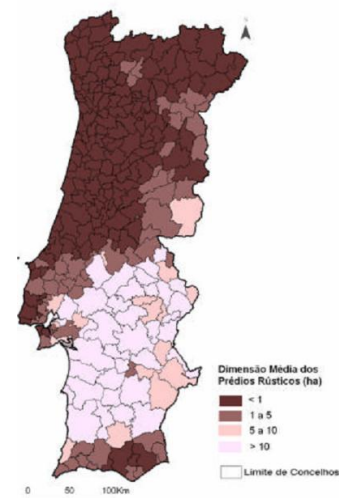 Dimensão Média dos
Prédios Rústicos (ha)
< 1
1 a 5
5 a 10
> 10
Limite de Concelhos
0 50 100Km